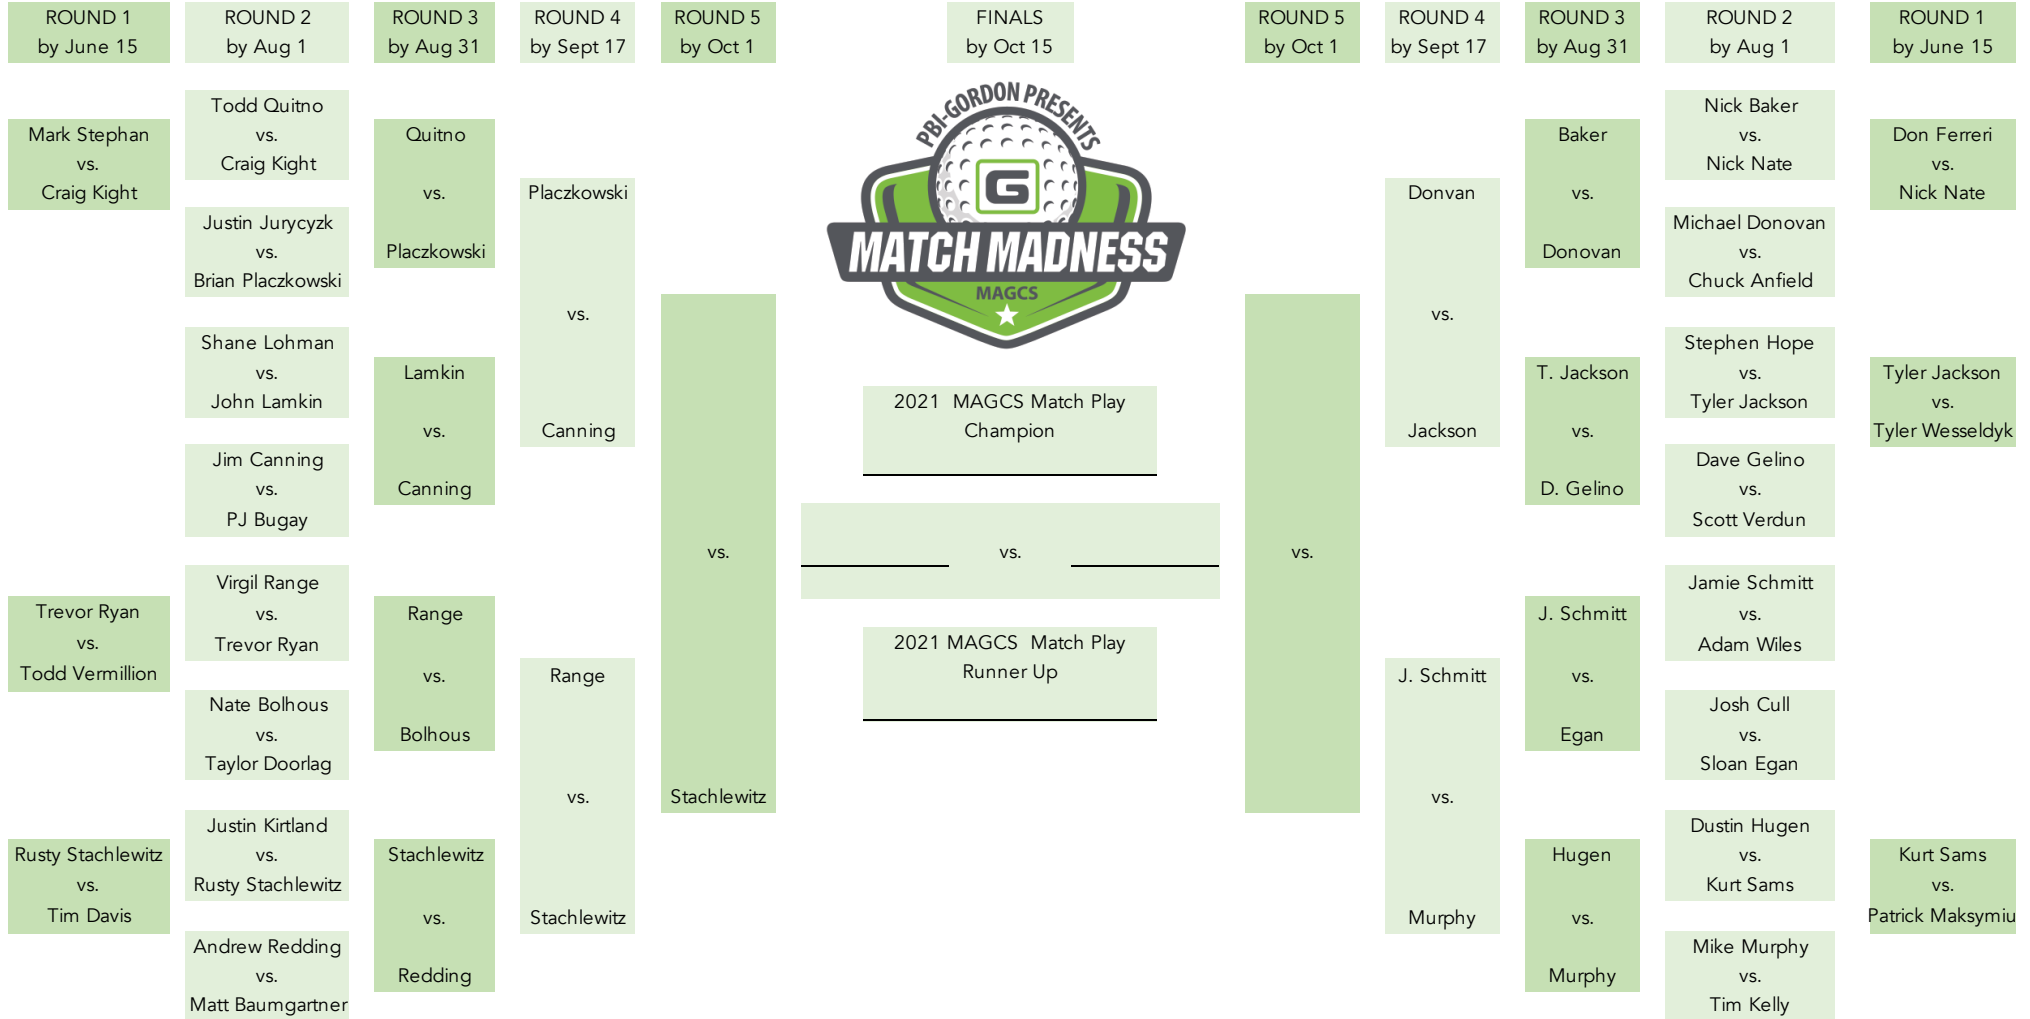 ROUND 1
by June 15
Mark Stephan
vs.
Craig Kight
Trevor Ryan
vs.
Todd Vermillion
Rusty Stachlewitz
vs.
Tim Davis
ROUND 2
by Aug 1
Todd Quitno
vs.
Craig Kight
Justin Jurycyzk
vs.
Brian Placzkowski
Shane Lohman
vs.
John Lamkin
Jim Canning
vs.
PJ Bugay
Virgil Range
vs.
Trevor Ryan
Nate Bolhous
vs.
Taylor Doorlag
Justin Kirtland
vs.
Rusty Stachlewitz
Andrew Redding
vs.
Matt Baumgartner
ROUND 3
by Aug 31
Quitno
vs.
Placzkowski
Lamkin
vs.
Canning
Range
vs.
Bolhous
Stachlewitz
vs.
Redding
ROUND 4
by Sept 17
Placzkowski
vs.
Canning
Range
vs.
Stachlewitz
ROUND 5
by Oct 1
vs.
Stachlewitz
FINALS
by Oct 15
PBI-GORDON PRESENTS
G
MATCH MADNESS
MAGCS
2021 MAGCS Match Play
Champion
vs.
2021 MAGCS Match Play
Runner Up
ROUND 5
by Oct 1
vs.
ROUND 4
by Sept 17
Donvan
vs.
Jackson
J. Schmitt
vs.
Murphy
ROUND 3
by Aug 31
Baker
vs.
Donovan
T. Jackson
vs.
D. Gelino
J. Schmitt
vs.
Egan
Hugen
vs.
Murphy
ROUND 2
by Aug 1
Nick Baker
vs.
Nick Nate
Michael Donovan
vs.
Chuck Anfield
Stephen Hope
vs.
Tyler Jackson
Dave Gelino
vs.
Scott Verdun
Jamie Schmitt
vs.
Adam Wiles
Josh Cull
vs.
Sloan Egan
Dustin Hugen
vs.
Kurt Sams
Mike Murphy
vs.
Tim Kelly
ROUND 1
by June 15
Don Ferreri
vs.
Nick Nate
Tyler Jackson
vs.
Tyler Wesseldyk
Kurt Sams
vs.
Patrick Maksymiu